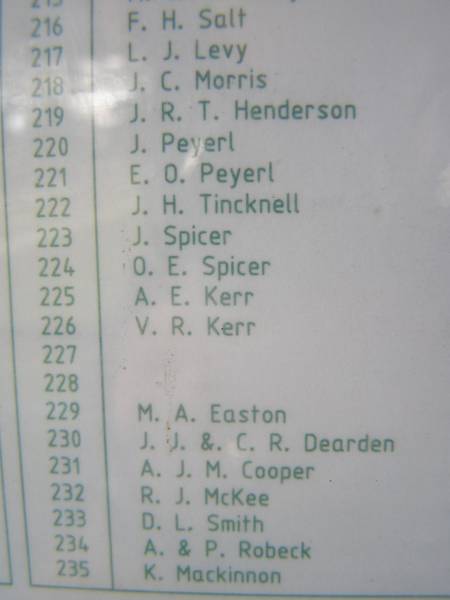 215
216 F. H. Salt
217 L. J. Levy
218 J. C. Morris
219 J. R. T. Henderson
220 J. Peyerl
221 E. O. Peyerl
222 J. H. Tincknell
223 J. Spicer
224 O. E. Spicer
225 A. E. Kerr
226 V. R. Kerr
227
228
229 M. A. Easton
230 J. J. &. C. R. Dearden
231 A. J. M. Cooper
232 R. J. McKee
233 D. L. Smith
234 A. & P. Robeck
235 K. Mackinnon